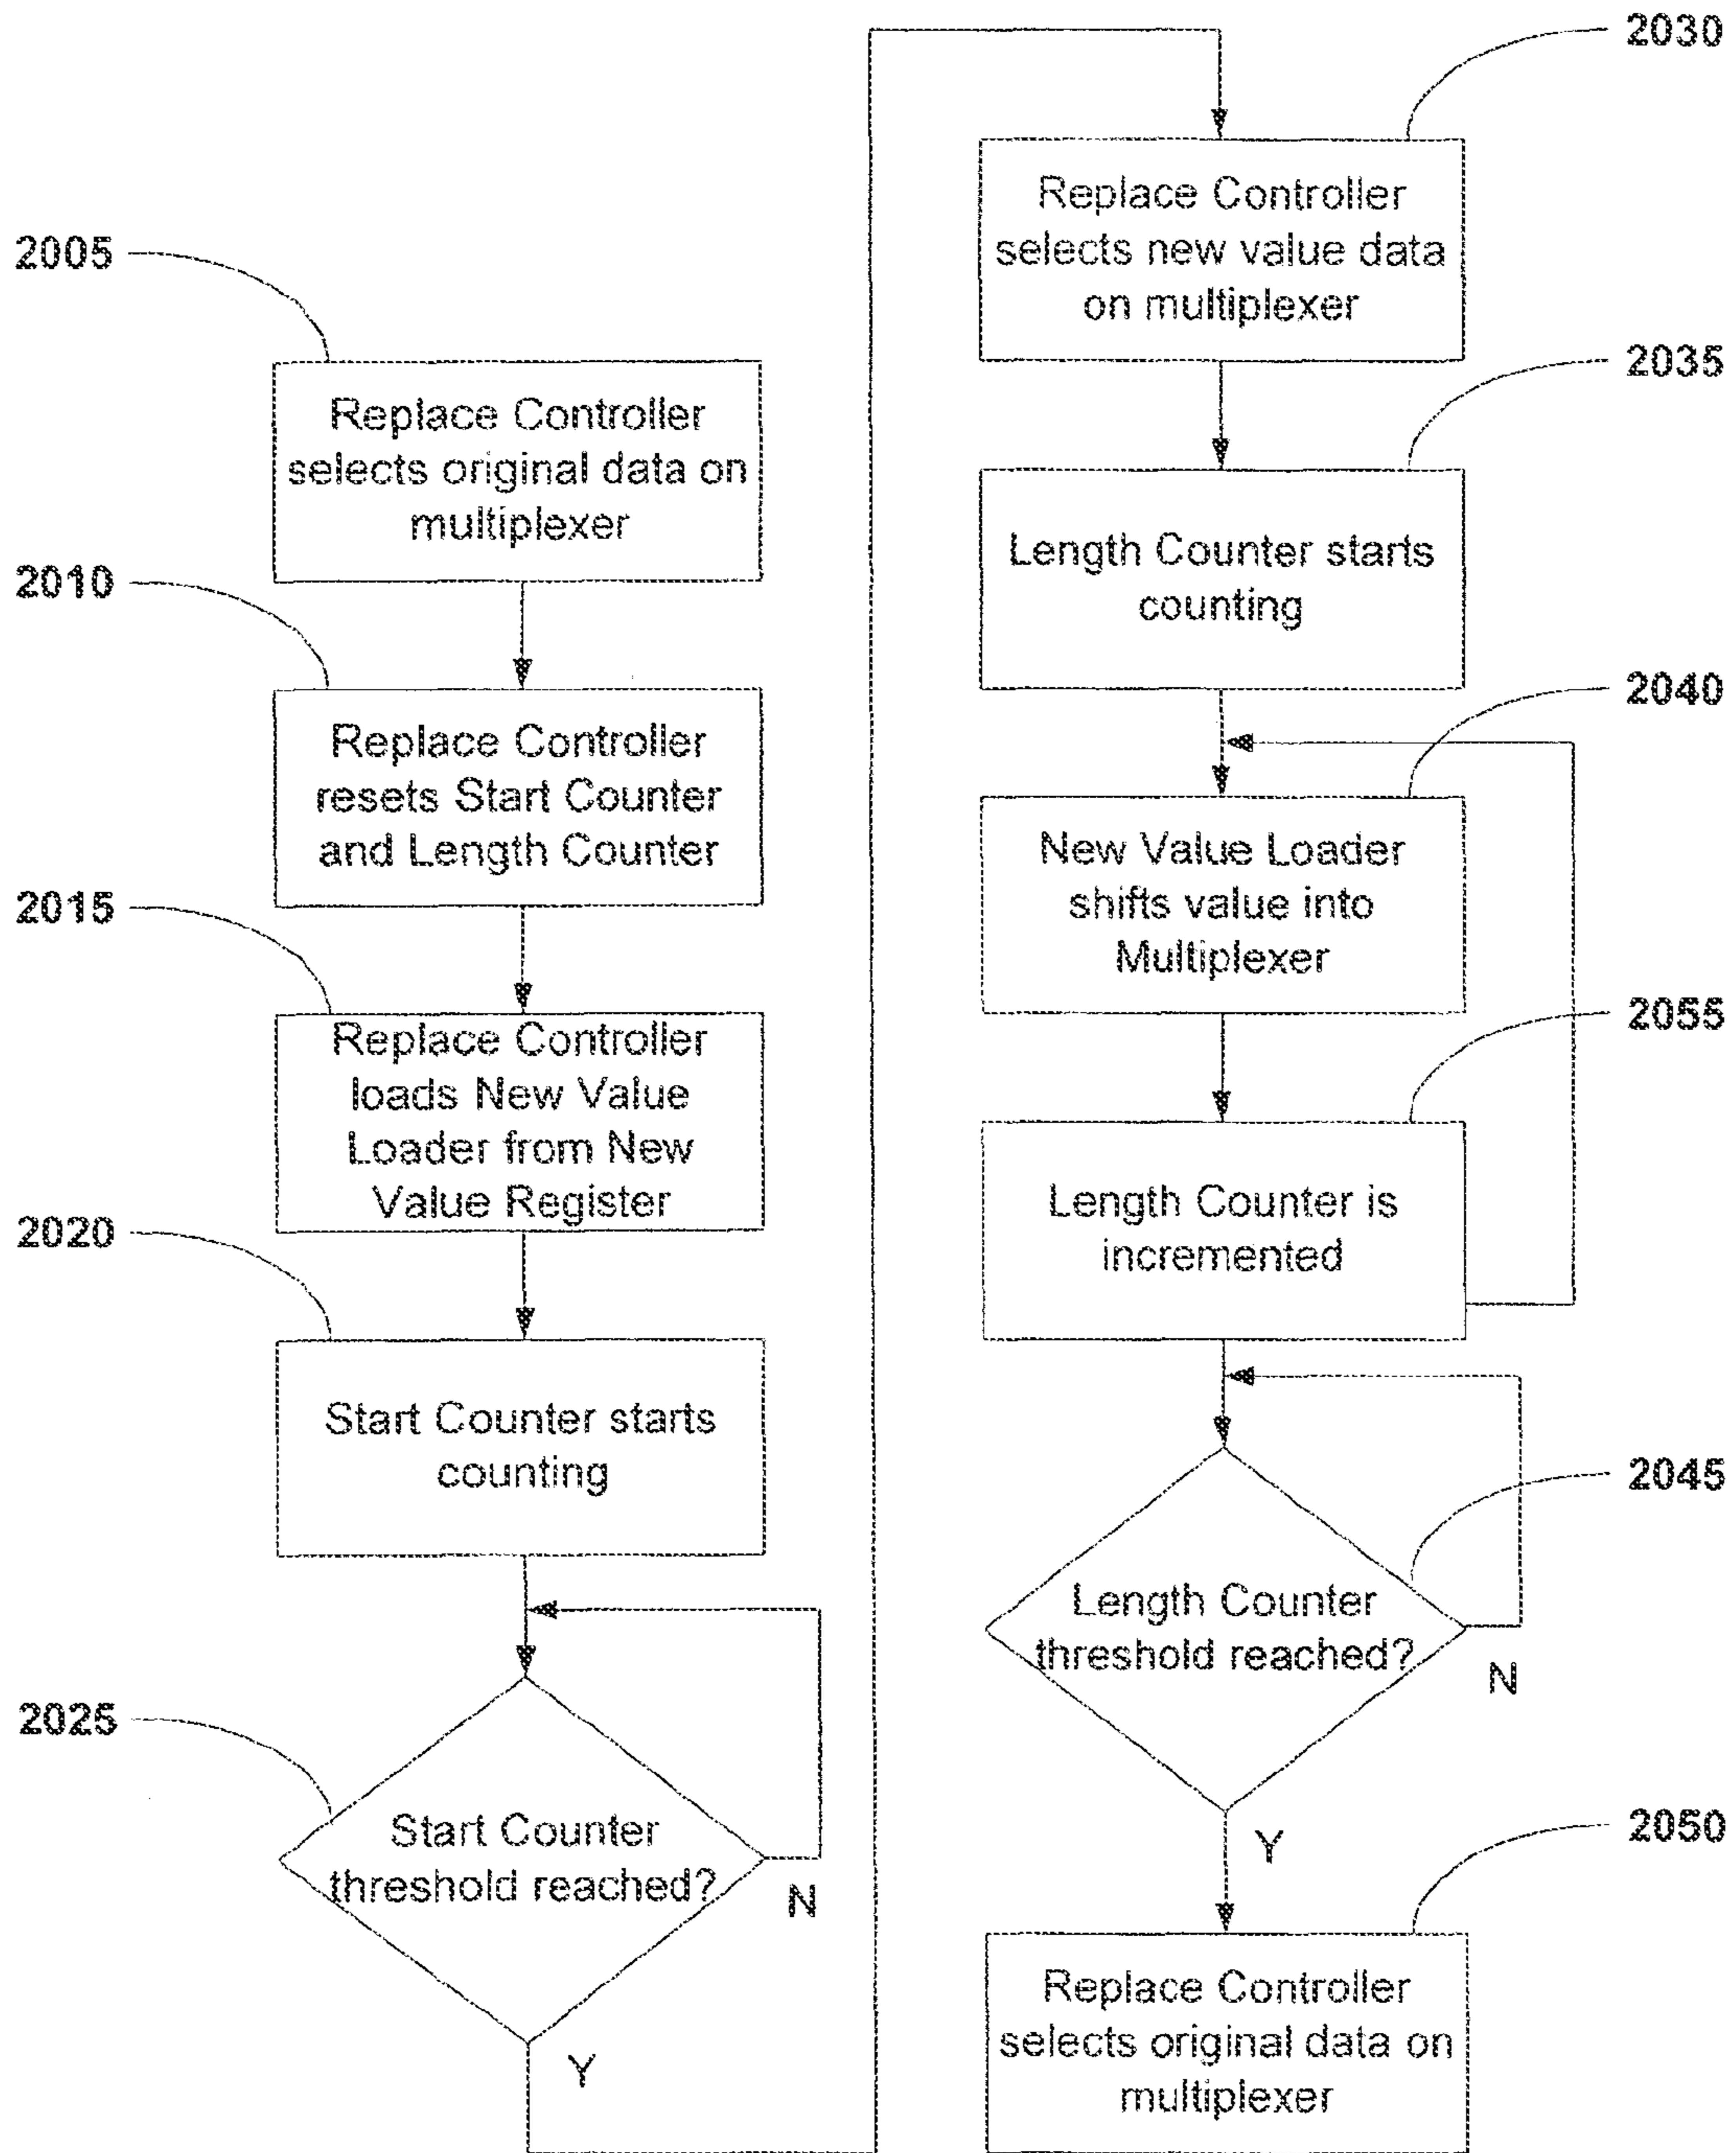 2005
Replace Controller
selects original data on
multiplexer
2010
Replace Controller
resets Start Counter
and Length Counter
2015
Replace Controller
loads New Value
Loader from New
Value Register
2020
Start Counter starts
counting
2025
Start Counter
threshold reached?
N
Y
2030
Replace Controller
selects new value data
on multiplexer
2035
Length Counter starts
counting
2040
New Value Loader
shifts value into
Multiplexer
2055
Length Counter is
incremented
2045
Length Counter
threshold reached?
N
Y
2050
Replace Controller
selects original data on
multiplexer